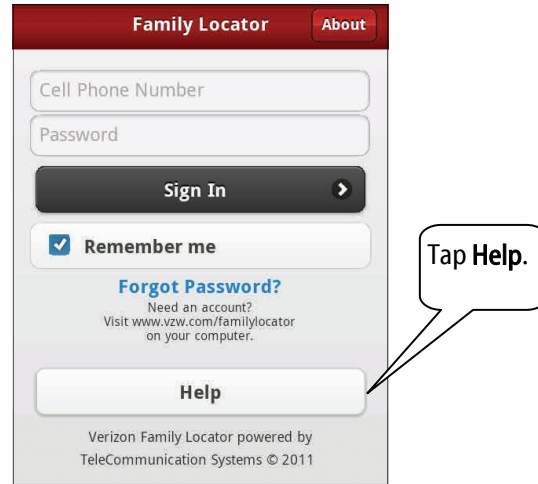 Family Locator About
Cell Phone Number
Password
Sign In
Remember me
Forgot Password?
Need an account?
Visit www.vzw.com/familylocator
on your computer.
Tap Help.
Help
Verizon Family Locator powered by
TeleCommunication Systems © 2011